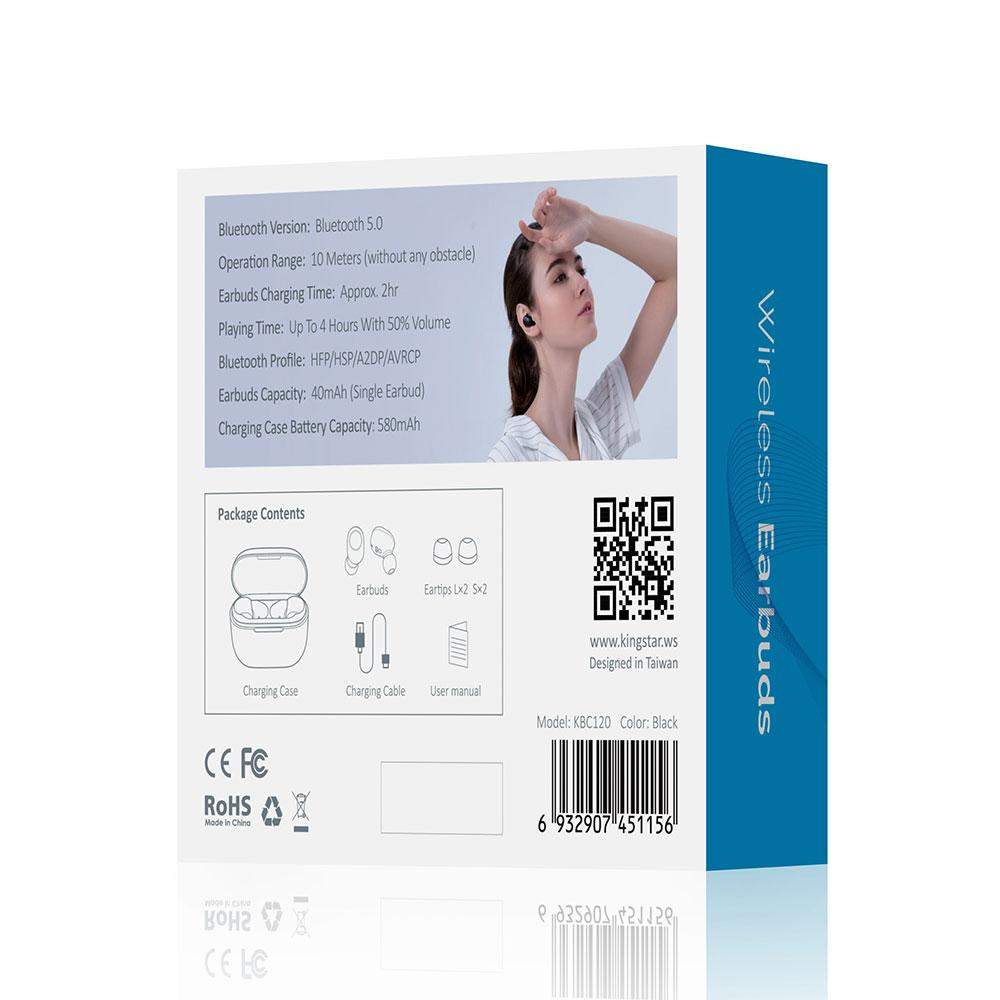 Bluetooth Version: Bluetooth 5.0
Operation Range: 10 Meters (without any obstacle)
Earbuds Charging Time: Approx. 2hr
Playing Time: Up To 4 Hours With 50% Volume
Bluetooth Profile: HFP/HSP/A2DP/AVRCP
Earbuds Capacity: 40mAh (Single Earbud)
Charging Case Battery Capacity: 580mAh
Package Contents
Earbuds
Eartips L×2 S×2
Charging Case
Charging Cable
User manual
www.kingstar.ws
Designed in Taiwan
Model: KBC120 Color: Black
6 932907 451156
CE FC
RoHS
Made in China
Wireless Earbuds